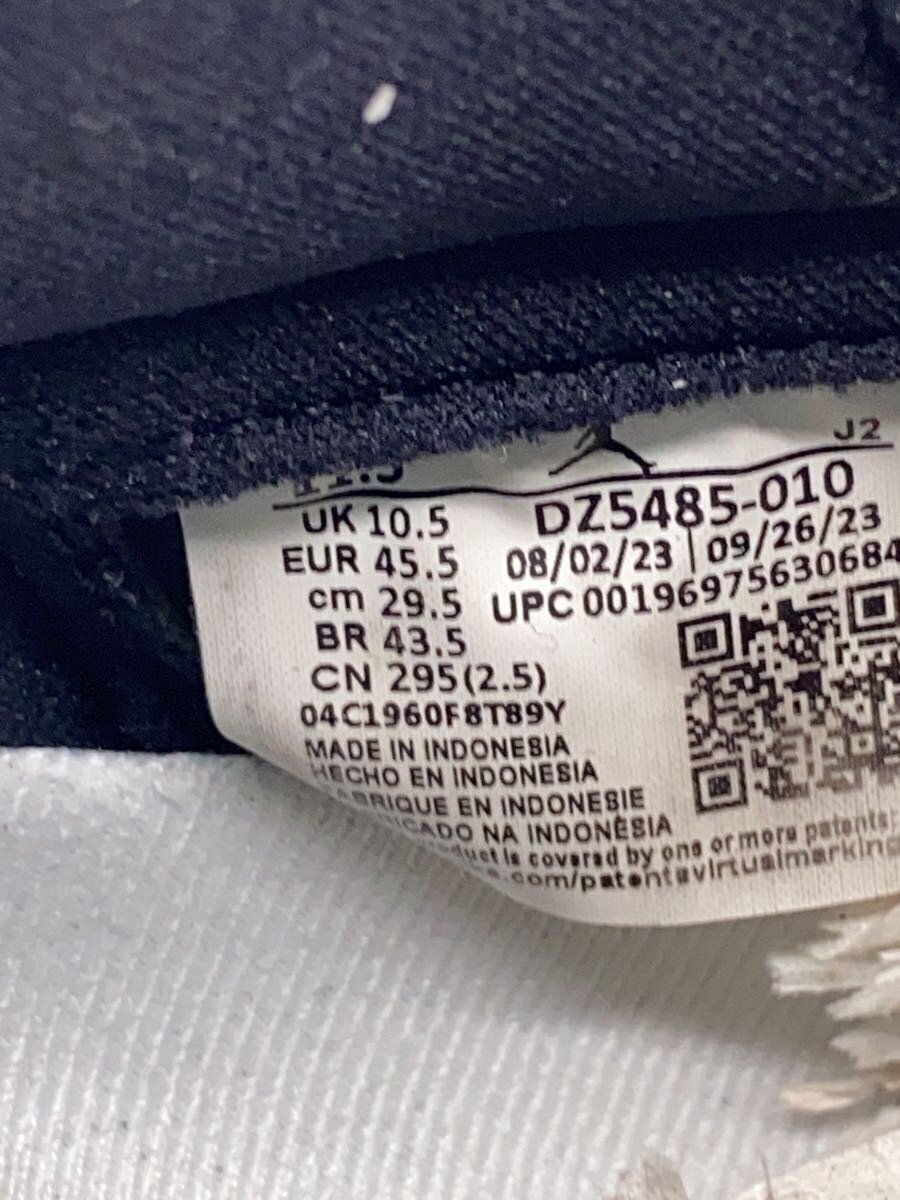 J2
11.5
UK 10.5
EUR 45.5
cm 29.5
BR 43.5
CN 295(2.5)
04C1960F8T89Y
DZ5485-010
08/02/23 | 09/26/23
UPC 00196975630684
MADE IN INDONESIA
HECHO EN INDONESIA
FABRIQUE EN INDONESIE
NA INDONÉSIA
is covered by one or more patents
.com/patentsvirtualmarking